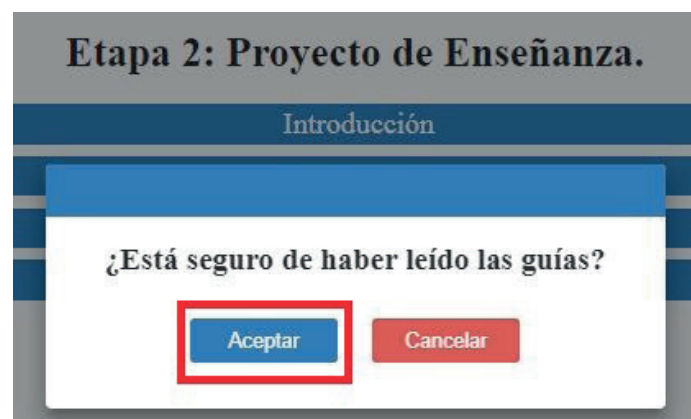 Etapa 2: Proyecto de Enseñanza.
Introducción
¿Está seguro de haber leído las guías?
Aceptar
Cancelar